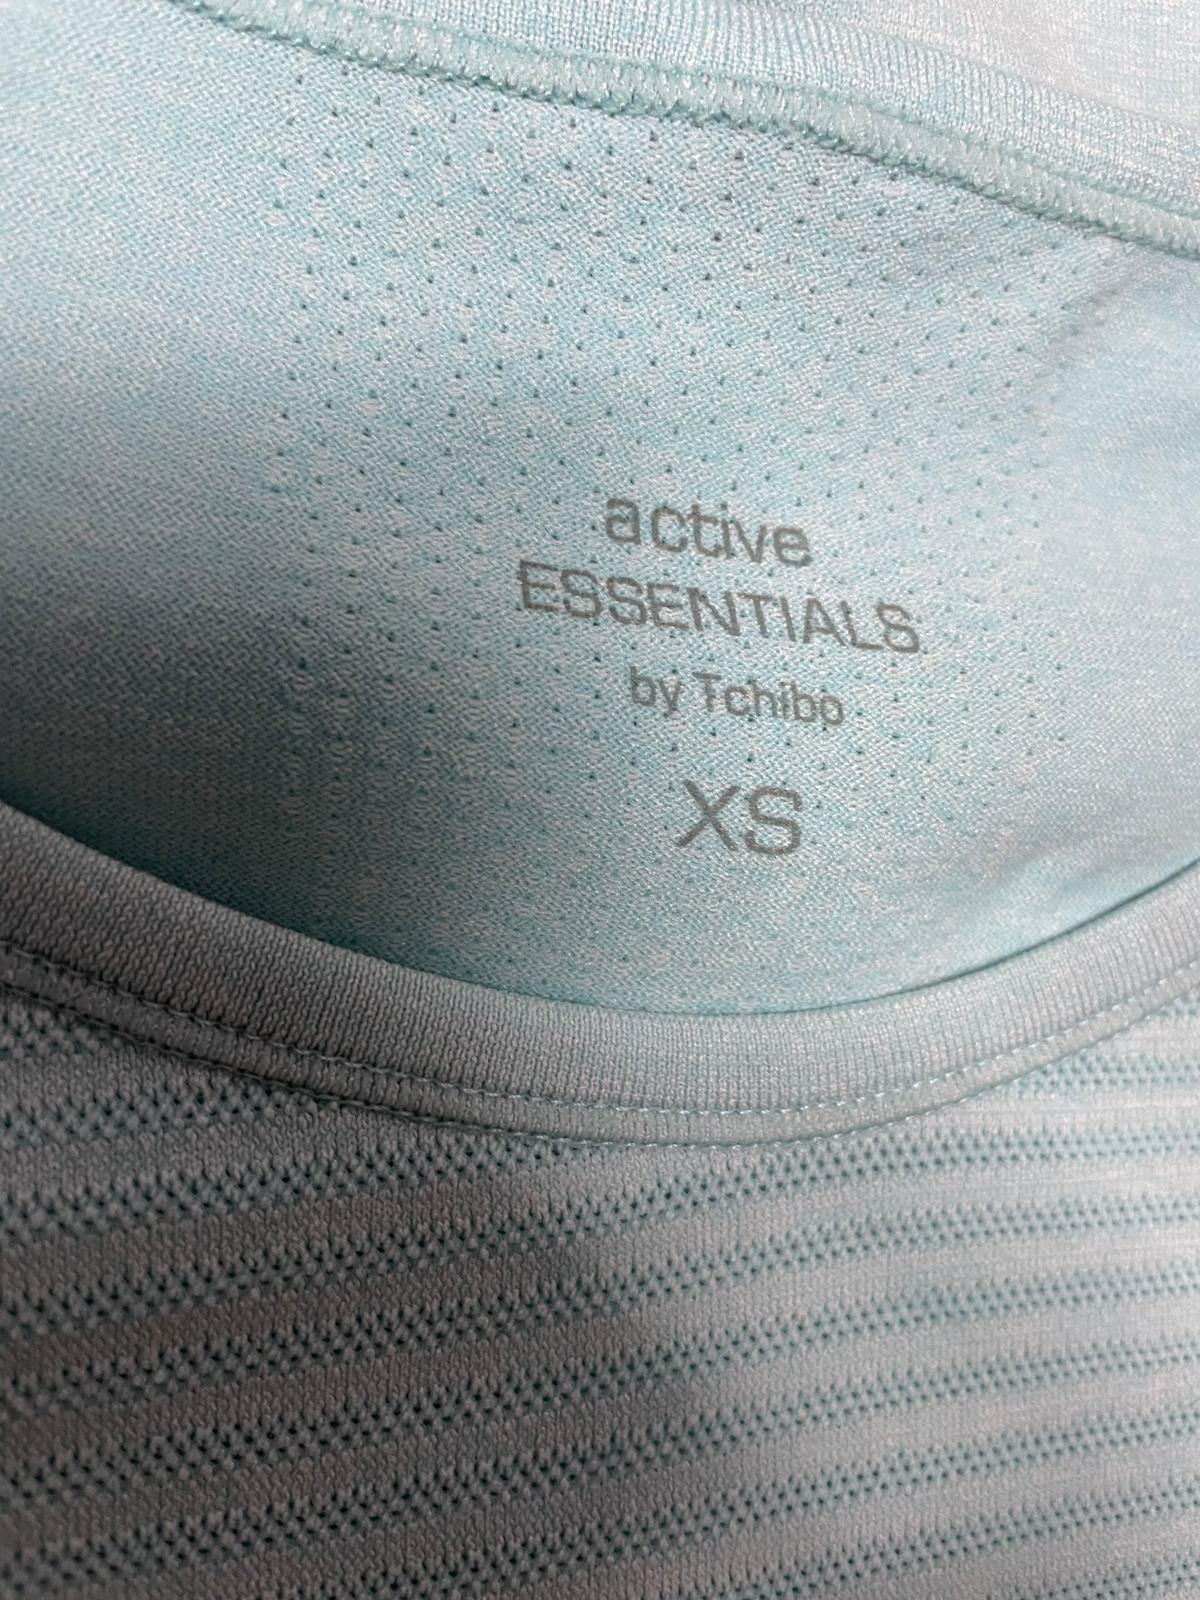 active
ESSENTIALS
by Tchibo
XS